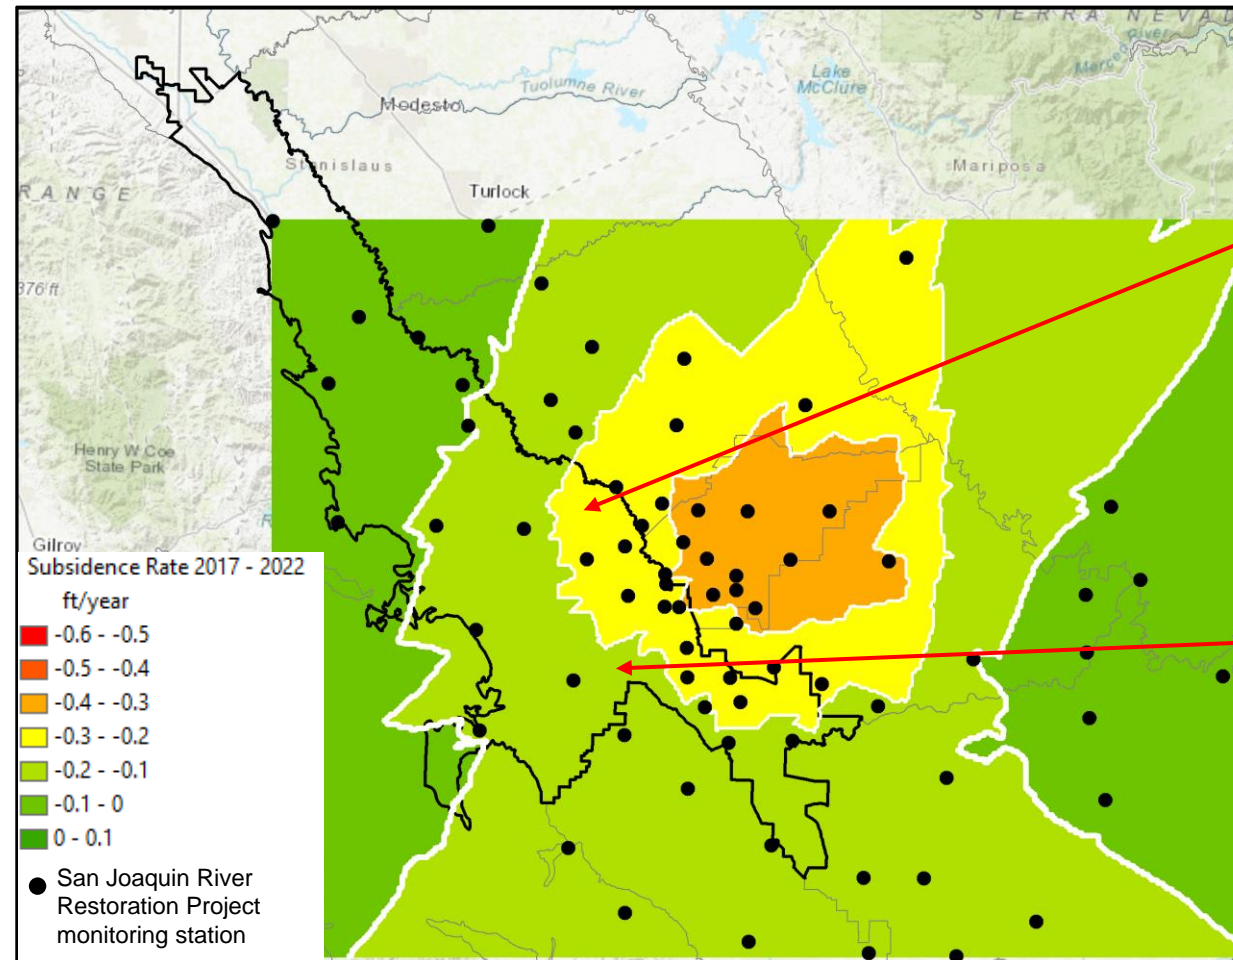 SIERRA NEVAD
Merced River
Lake
McClure
Tuolumne River
Modesto
Stanislaus
Mariposa
Turlock
RANGE
376 ft
Henry W Coe
State Park
Gilroy
Subsidence Rate 2017 - 2022
ft/year
-0.6 - -0.5
-0.5 - -0.4
-0.4 - -0.3
-0.3 - -0.2
-0.2 - -0.1
-0.1 - 0
0 - 0.1
San Joaquin River
Restoration Project
monitoring station